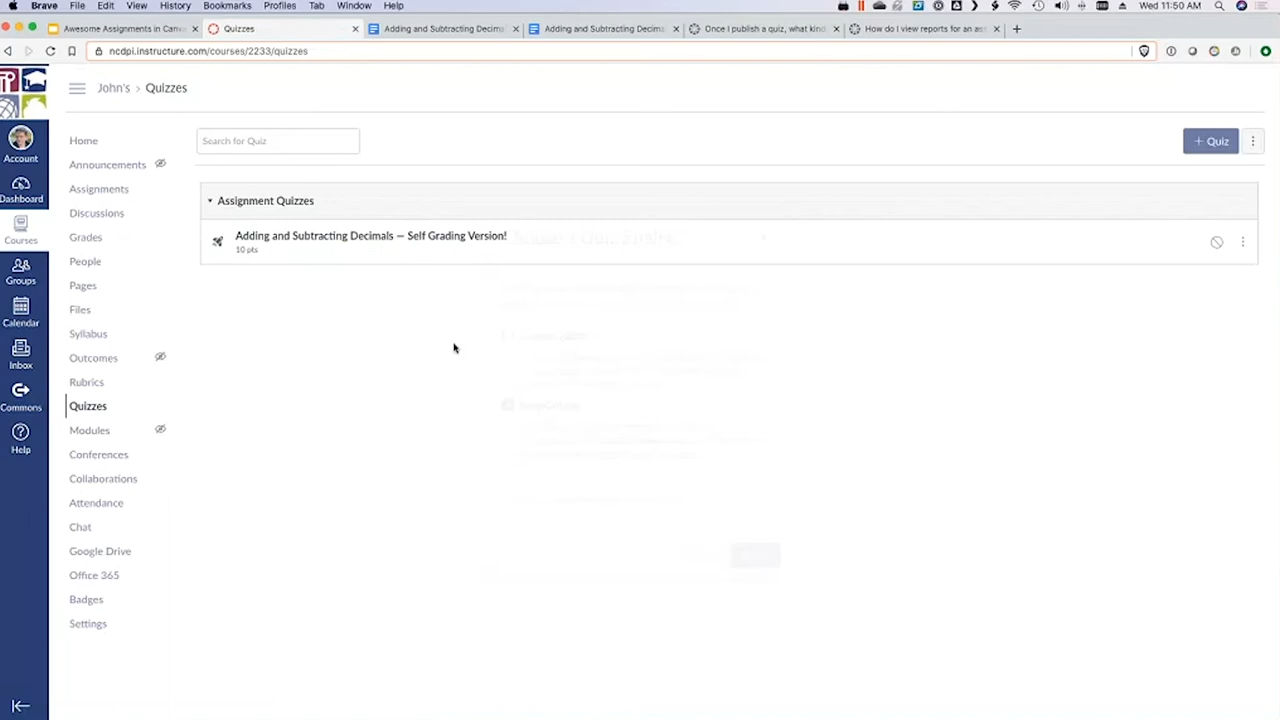 Brave File Edit View History Bookmarks Profiles Tab Window Help Wed 11:50 AM
Awesome Assignments in Canv Quizzes Adding and Subtracting Decima Adding and Subtracting Decima Once I publish a quiz, what kind How do I view reports for an ass
ncdpi.instructure.com/courses/2233/quizzes
John's › Quizzes
Search for Quiz
+ Quiz
Account
Dashboard
Courses
Groups
Calendar
Inbox
Commons
Help
Home
Announcements
Assignments
Discussions
Grades
People
Pages
Files
Syllabus
Outcomes
Rubrics
Quizzes
Modules
Conferences
Collaborations
Attendance
Chat
Google Drive
Office 365
Badges
Settings
Assignment Quizzes
Adding and Subtracting Decimals — Self Grading Version!
10 pts